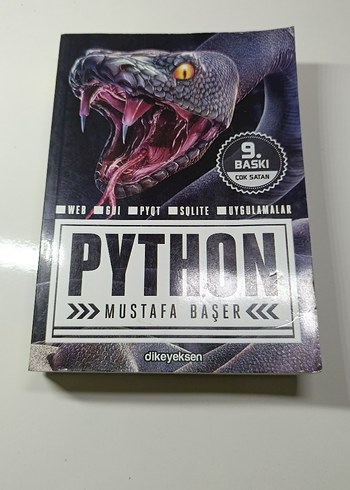 9.
BASKI
ÇOK SATAN
WEB GUI PYQT SQLITE UYGULAMALAR
PYTHON
MUSTAFA BAŞER
dikeyeksen